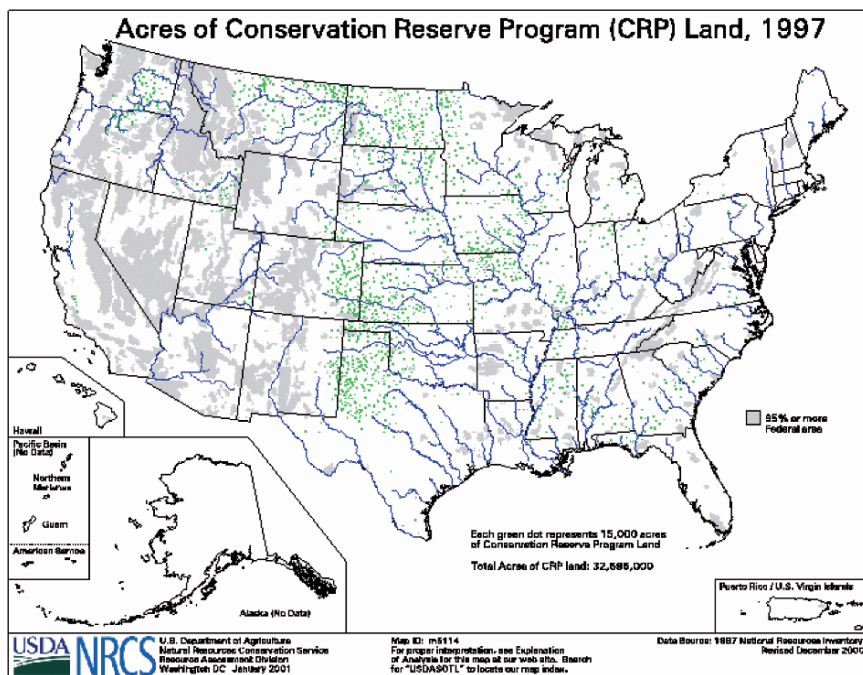 Acres of Conservation Reserve Program (CRP) Land, 1997
Hawaii
Pacific Basin
(No Data)
Northern
Marianas
Guam
American Samoa
Alaska (No Data)
95% or more
Federal area
Each green dot represents 15,000 acres
of Conservation Reserve Program Land
Total Acres of CRP land: 32,696,000
Puerto Rico / U.S. Virgin Islands
USDA
NRCS
U.S. Department of Agriculture
Natural Resources Conservation Service
Resource Assessment Division
Washington DC January 2001
Map ID: m5114
For proper interpretation, see Explanation
of Analysis for this map at our web site. Search
for "USDASOTL" to locate our map index.
Data Source: 1997 National Resources Inventory
Revised December 2000